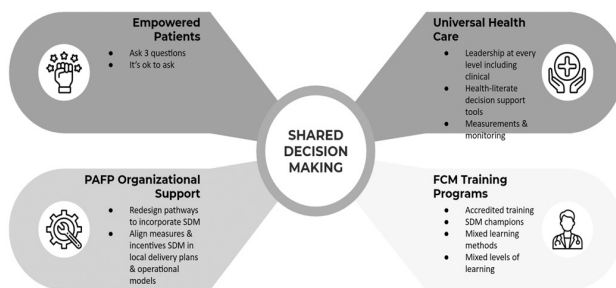 Empowered
Patients
● Ask 3 questions
● It's ok to ask
Universal Health
Care
● Leadership at every
level including
clinical
● Health-literate
decision support
tools
● Measurements &
monitoring
SHARED
DECISION
MAKING
PAFP Organizational
Support
● Redesign pathways
to incorporate SDM
● Align measures &
incentives SDM in
local delivery plans
& operational
models
FCM Training
Programs
● Accredited training
● SDM champions
● Mixed learning
methods
● Mixed levels of
learning